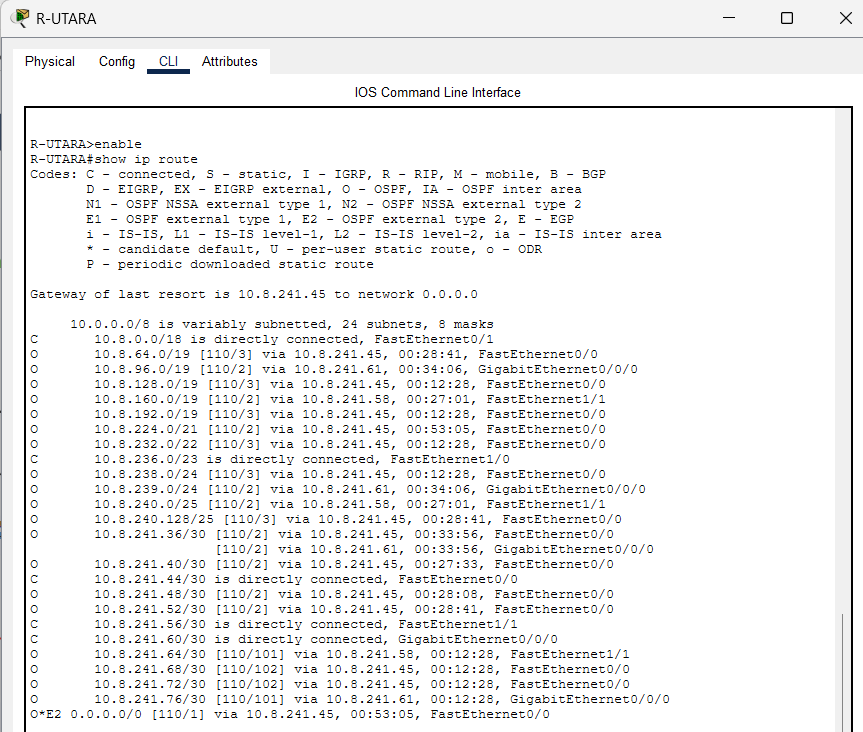 R-UTARA
Physical Config CLI Attributes
IOS Command Line Interface
R-UTARA>enable
R-UTARA#show ip route
Codes: C - connected, S - static, I - IGRP, R - RIP, M - mobile, B - BGP
D - EIGRP, EX - EIGRP external, O - OSPF, IA - OSPF inter area
N1 - OSPF NSSA external type 1, N2 - OSPF NSSA external type 2
E1 - OSPF external type 1, E2 - OSPF external type 2, E - EGP
i - IS-IS, L1 - IS-IS level-1, L2 - IS-IS level-2, ia - IS-IS inter area
* - candidate default, U - per-user static route, o - ODR
P - periodic downloaded static route
Gateway of last resort is 10.8.241.45 to network 0.0.0.0
10.0.0.0/8 is variably subnetted, 24 subnets, 8 masks
C 10.8.0.0/18 is directly connected, FastEthernet0/1
O 10.8.64.0/19 [110/3] via 10.8.241.45, 00:28:41, FastEthernet0/0
O 10.8.96.0/19 [110/2] via 10.8.241.61, 00:34:06, GigabitEthernet0/0/0
O 10.8.128.0/19 [110/3] via 10.8.241.45, 00:12:28, FastEthernet0/0
O 10.8.160.0/19 [110/2] via 10.8.241.58, 00:27:01, FastEthernet1/1
O 10.8.192.0/19 [110/3] via 10.8.241.45, 00:12:28, FastEthernet0/0
O 10.8.224.0/21 [110/2] via 10.8.241.45, 00:53:05, FastEthernet0/0
O 10.8.232.0/22 [110/3] via 10.8.241.45, 00:12:28, FastEthernet0/0
C 10.8.236.0/23 is directly connected, FastEthernet1/0
O 10.8.238.0/24 [110/3] via 10.8.241.45, 00:12:28, FastEthernet0/0
O 10.8.239.0/24 [110/2] via 10.8.241.61, 00:34:06, GigabitEthernet0/0/0
O 10.8.240.0/25 [110/2] via 10.8.241.58, 00:27:01, FastEthernet1/1
O 10.8.240.128/25 [110/3] via 10.8.241.45, 00:28:41, FastEthernet0/0
O 10.8.241.36/30 [110/2] via 10.8.241.45, 00:33:56, FastEthernet0/0
[110/2] via 10.8.241.61, 00:33:56, GigabitEthernet0/0/0
O 10.8.241.40/30 [110/2] via 10.8.241.45, 00:27:33, FastEthernet0/0
C 10.8.241.44/30 is directly connected, FastEthernet0/0
O 10.8.241.48/30 [110/2] via 10.8.241.45, 00:28:08, FastEthernet0/0
O 10.8.241.52/30 [110/2] via 10.8.241.45, 00:28:41, FastEthernet0/0
C 10.8.241.56/30 is directly connected, FastEthernet1/1
C 10.8.241.60/30 is directly connected, GigabitEthernet0/0/0
O 10.8.241.64/30 [110/101] via 10.8.241.58, 00:12:28, FastEthernet1/1
O 10.8.241.68/30 [110/102] via 10.8.241.45, 00:12:28, FastEthernet0/0
O 10.8.241.72/30 [110/102] via 10.8.241.45, 00:12:28, FastEthernet0/0
O 10.8.241.76/30 [110/101] via 10.8.241.61, 00:12:28, GigabitEthernet0/0/0
O*E2 0.0.0.0/0 [110/1] via 10.8.241.45, 00:53:05, FastEthernet0/0